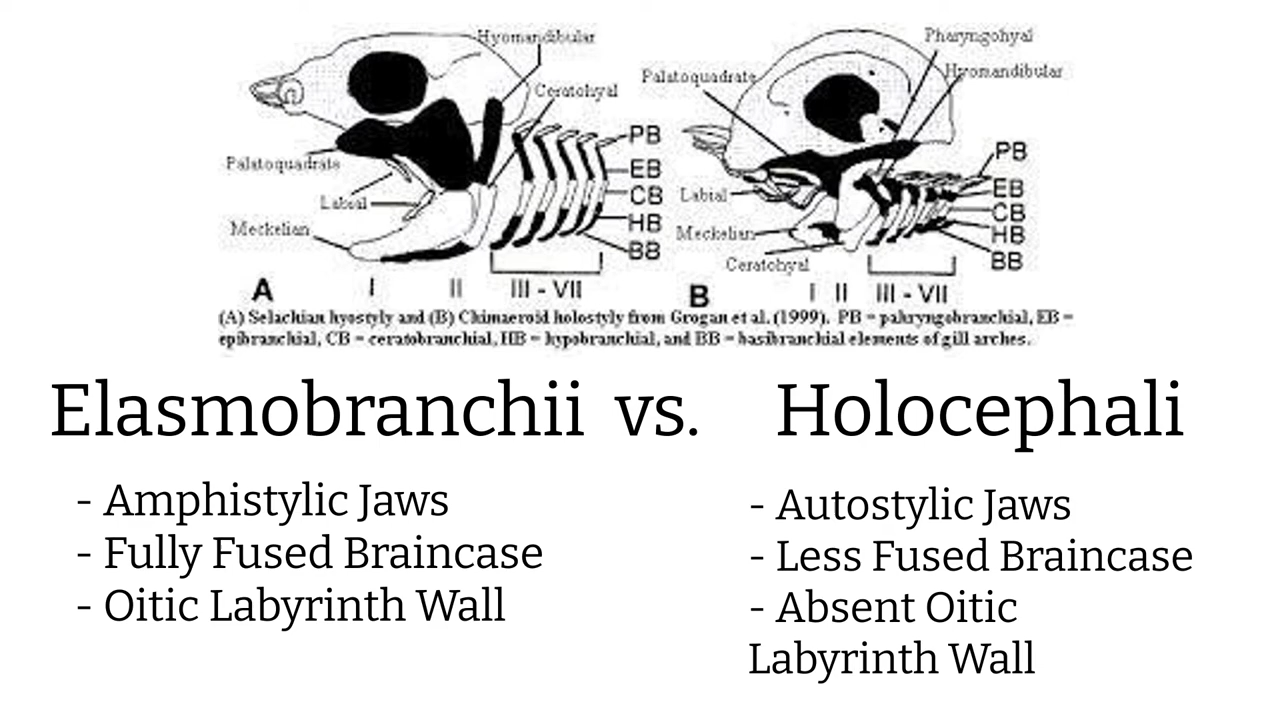 Hyomandibular
Ceratohyal
Palatoquadrate
Labial
Meckelian
PB
EB
CB
HB
BB
A
I
II
III - VII
Pharyngohyal
Palatoquadrate
Hyomandibular
Labial
Meckelian
Ceratohyal
PB
EB
CB
HB
BB
B
I
II
III - VII
(A) Selachian hyostyly and (B) Chimaeroid holostyly from Grogan et al. (1999). PB = pahryngobranchial, EB =
epibranchial, CB = ceratobranchial, HB = hypobranchial, and BB = basibranchial elements of gill arches.
Elasmobranchii vs. Holocephali
- Amphistylic Jaws
- Fully Fused Braincase
- Oitic Labyrinth Wall
- Autostylic Jaws
- Less Fused Braincase
- Absent Oitic
Labyrinth Wall